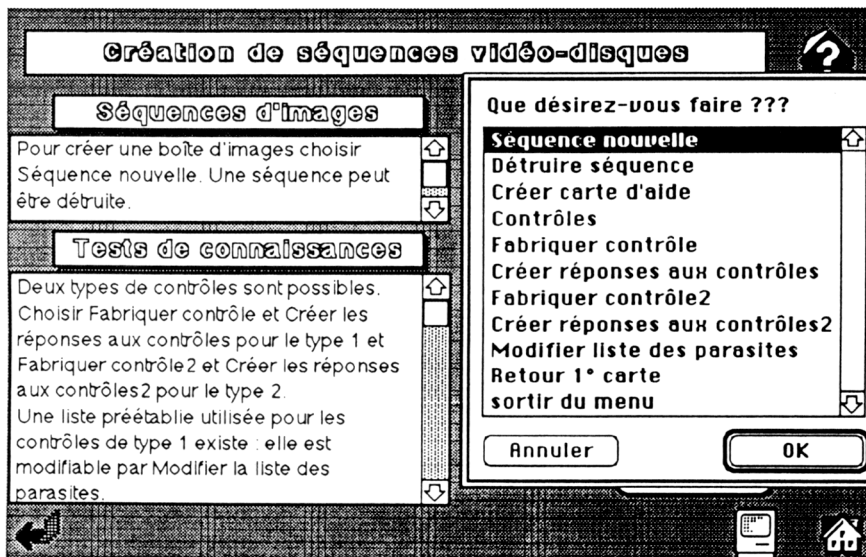 Création de séquences vidéo-disques
?
Séquences d'images
Pour créer une boîte d'images choisir
Séquence nouvelle. Une séquence peut
être détruite.
Tests de connaissances
Deux types de contrôles sont possibles.
Choisir Fabriquer contrôle et Créer les
réponses aux contrôles pour le type 1 et
Fabriquer contrôle2 et Créer les réponses
aux contrôles2 pour le type 2.
Une liste préétablie utilisée pour les
contrôles de type 1 existe : elle est
modifiable par Modifier la liste des
parasites.
Que désirez-vous faire ???
Séquence nouvelle
Détruire séquence
Créer carte d'aide
Contrôles
Fabriquer contrôle
Créer réponses aux contrôles
Fabriquer contrôle2
Créer réponses aux contrôles2
Modifier liste des parasites
Retour 1° carte
sortir du menu
Annuler
OK